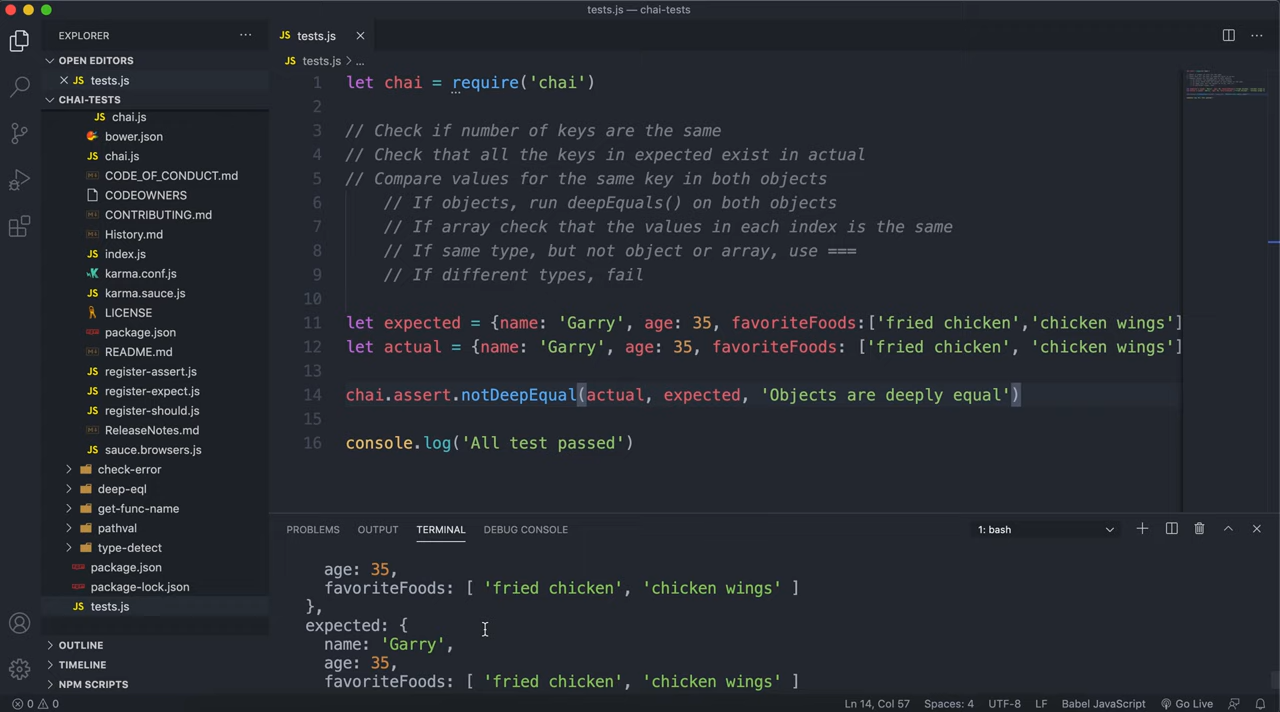 tests.js — chai-tests
EXPLORER
OPEN EDITORS
tests.js
CHAI-TESTS
chai.js
bower.json
chai.js
CODE_OF_CONDUCT.md
CODEOWNERS
CONTRIBUTING.md
History.md
index.js
karma.conf.js
karma.sauce.js
LICENSE
package.json
README.md
register-assert.js
register-expect.js
register-should.js
ReleaseNotes.md
sauce.browsers.js
check-error
deep-eql
get-func-name
pathval
type-detect
package.json
package-lock.json
JS tests.js
OUTLINE
TIMELINE
NPM SCRIPTS
JS tests.js
JS tests.js > ...
1 let chai = require('chai')
2
3 // Check if number of keys are the same
4 // Check that all the keys in expected exist in actual
5 // Compare values for the same key in both objects
6 // If objects, run deepEquals() on both objects
7 // If array check that the values in each index is the same
8 // If same type, but not object or array, use ===
9 // If different types, fail
10
11 let expected = {name: 'Garry', age: 35, favoriteFoods:['fried chicken','chicken wings']
12 let actual = {name: 'Garry', age: 35, favoriteFoods: ['fried chicken', 'chicken wings']
13
14 chai.assert.notDeepEqual(actual, expected, 'Objects are deeply equal')
15
16 console.log('All test passed')
PROBLEMS OUTPUT TERMINAL DEBUG CONSOLE 1: bash
age: 35,
favoriteFoods: [ 'fried chicken', 'chicken wings' ]
},
expected: {
name: 'Garry',
age: 35,
favoriteFoods: [ 'fried chicken', 'chicken wings' ]
0 0 Ln 14, Col 57 Spaces: 4 UTF-8 LF Babel JavaScript Go Live